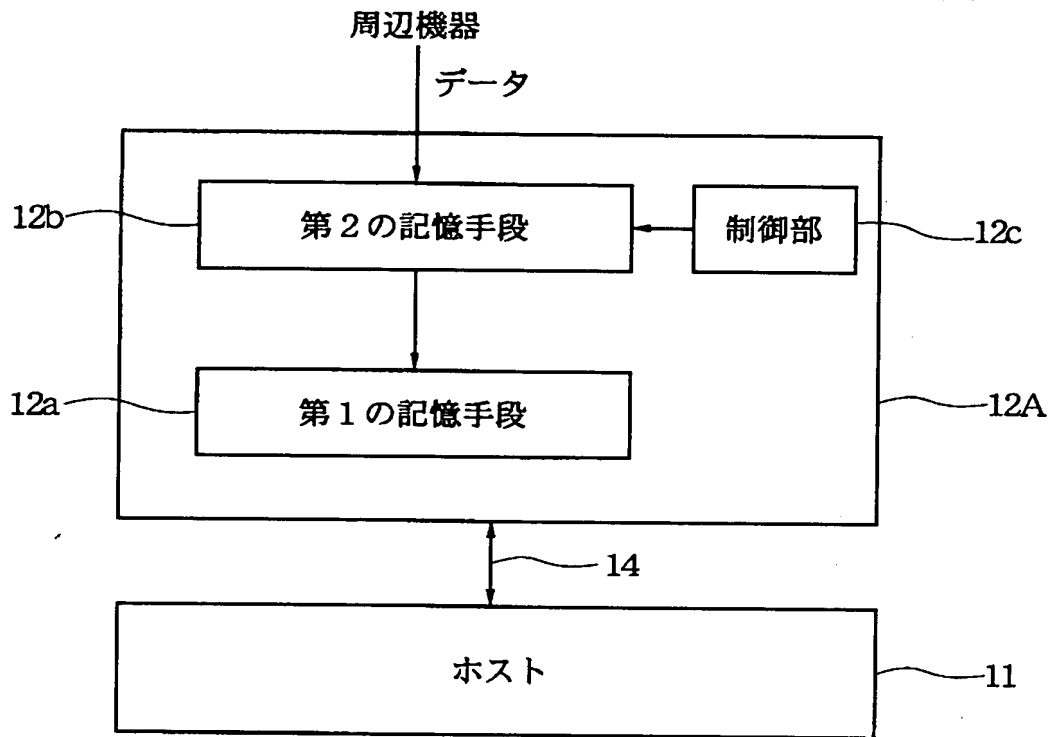 周辺機器
データ
12b
第2の記憶手段
制御部
12c
12a
第1の記憶手段
12A
14
ホスト
11